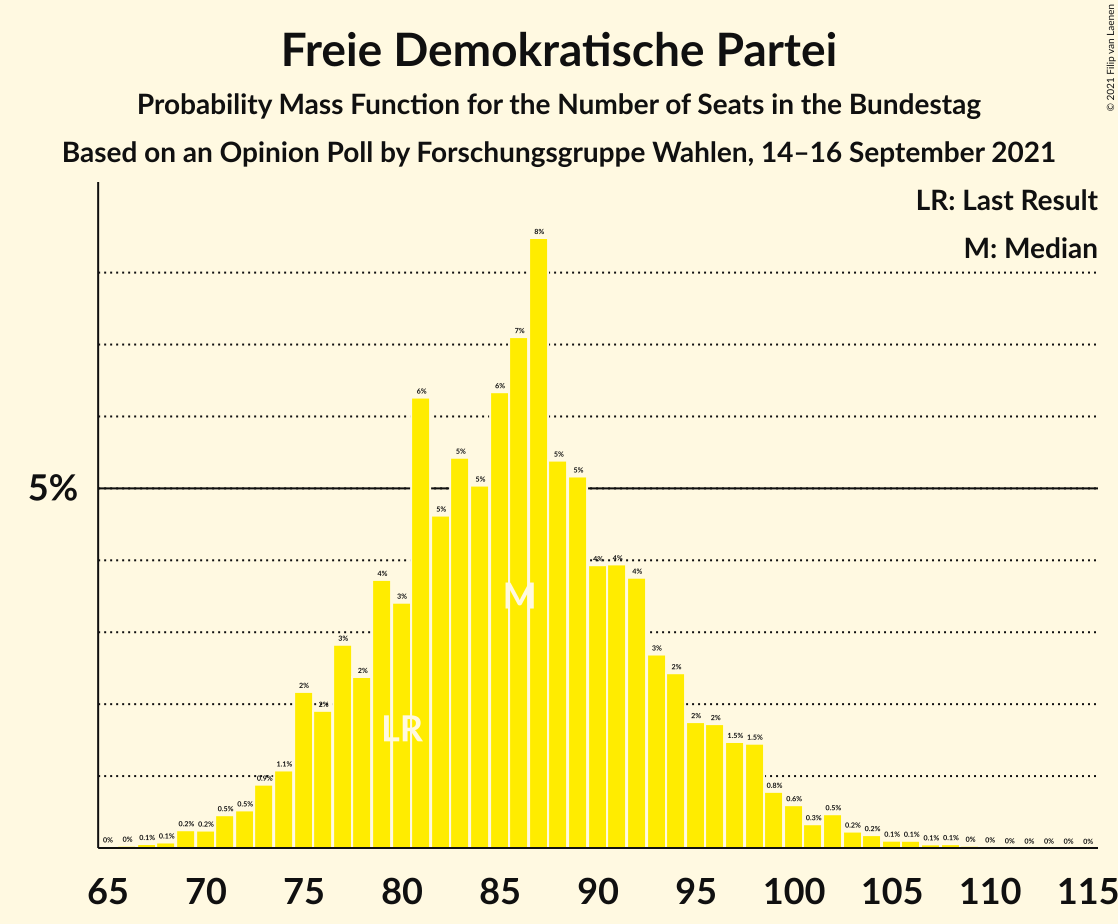 © 2021 Filip van Laenen
Freie Demokratische Partei
Probability Mass Function for the Number of Seats in the Bundestag
Based on an Opinion Poll by Forschungsgruppe Wahlen, 14–16 September 2021
LR: Last Result
M: Median
5%
0% 0% 0.1% 0.1% 0.2% 0.2% 0.5% 0.5% 0.9% 1.1% 2% 2% 3% 2% 4% 3% 6% 5% 5% 5% 6% 7% 8% 5% 5% 4% 4% 4% 3% 2% 2% 2% 1.5% 1.5% 0.8% 0.6% 0.3% 0.5% 0.2% 0.2% 0.1% 0.1% 0.1% 0.1% 0% 0% 0% 0% 0% 0% 0%
M
LR
65 70 75 80 85 90 95 100 105 110 115